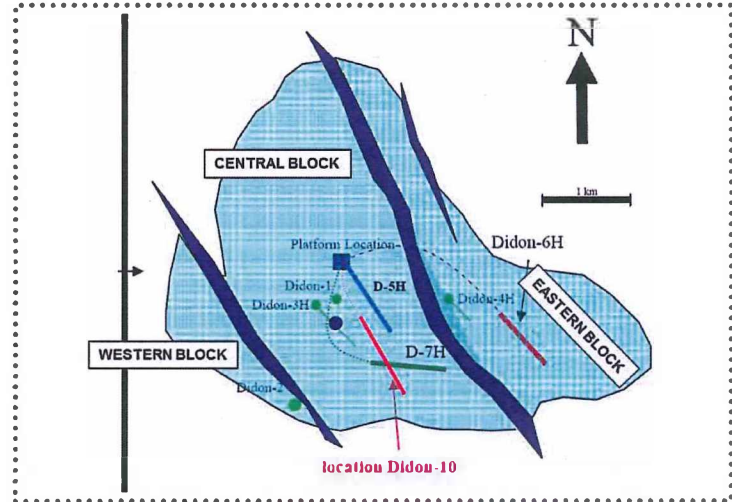 N
CENTRAL BLOCK
1 km
Platform Location-
Didon-6H
Didon-1
D-5H
Didon-3H
Didon-4H
EASTERN BLOCK
WESTERN BLOCK
D-7H
Didon-2
location Didon-10